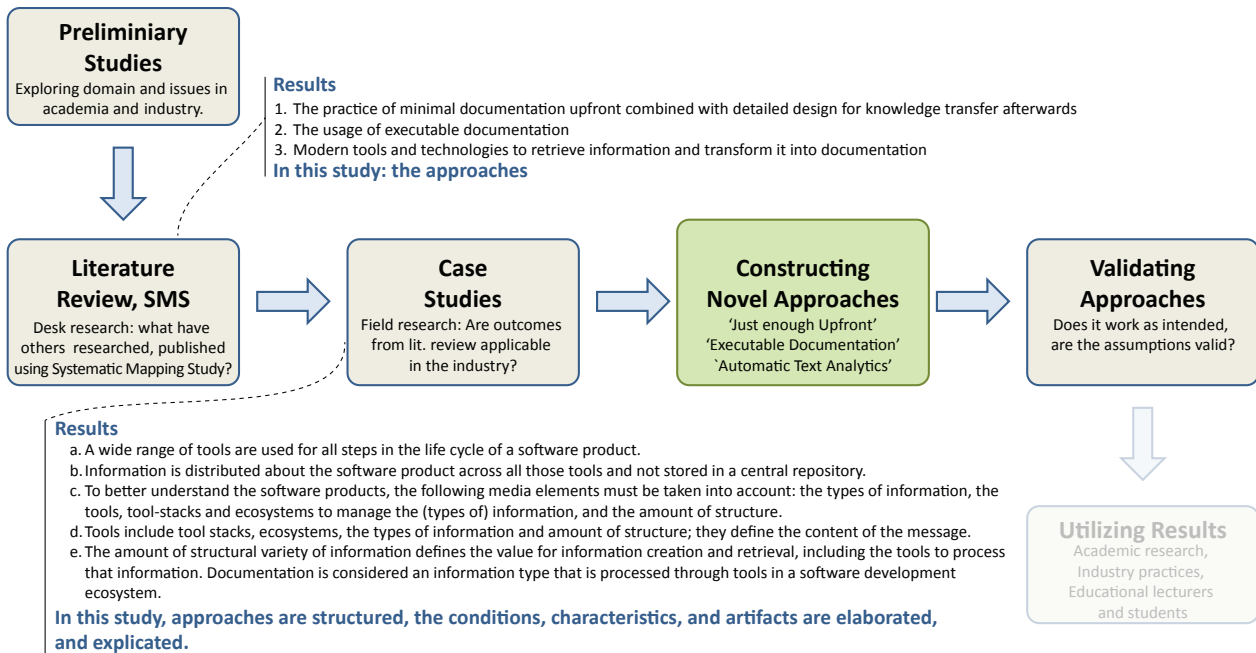 Preliminiary
Studies
Exploring domain and issues in
academia and industry.
Results
1. The practice of minimal documentation upfront combined with detailed design for knowledge transfer afterwards
2. The usage of executable documentation
3. Modern tools and technologies to retrieve information and transform it into documentation
In this study: the approaches
Literature
Review, SMS
Desk research: what have
others researched, published
using Systematic Mapping Study?
Case
Studies
Field research: Are outcomes
from lit. review applicable
in the industry?
Constructing
Novel Approaches
‘Just enough Upfront’
‘Executable Documentation’
`Automatic Text Analytics’
Validating
Approaches
Does it work as intended,
are the assumptions valid?
Results
a. A wide range of tools are used for all steps in the life cycle of a software product.
b. Information is distributed about the software product across all those tools and not stored in a central repository.
c. To better understand the software products, the following media elements must be taken into account: the types of information, the
tools, tool-stacks and ecosystems to manage the (types of) information, and the amount of structure.
d. Tools include tool stacks, ecosystems, the types of information and amount of structure; they define the content of the message.
e. The amount of structural variety of information defines the value for information creation and retrieval, including the tools to process
that information. Documentation is considered an information type that is processed through tools in a software development
ecosystem.
In this study, approaches are structured, the conditions, characteristics, and artifacts are elaborated,
and explicated.
Utilizing Results
Academic research,
Industry practices,
Educational lecturers
and students